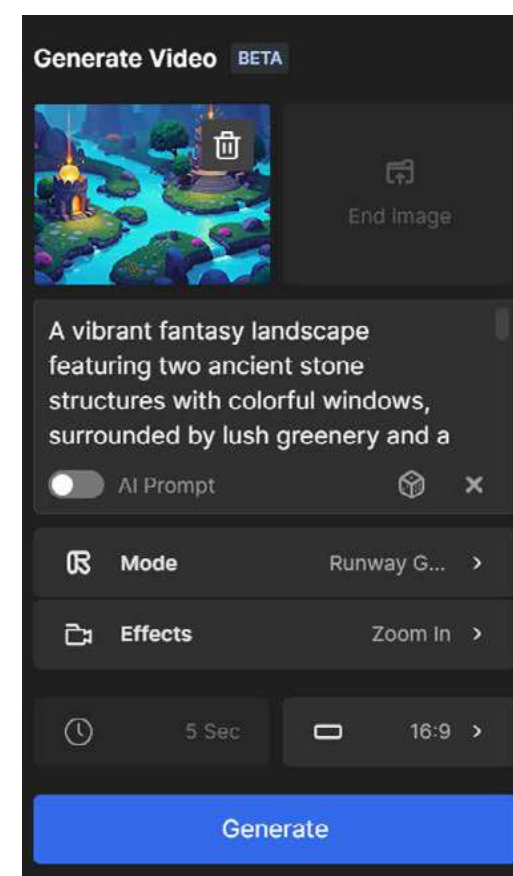 Generate Video BETA
End image
A vibrant fantasy landscape
featuring two ancient stone
structures with colorful windows,
surrounded by lush greenery and a
AI Prompt
Mode Runway G... >
Effects Zoom In >
5 Sec 16:9 >
Generate